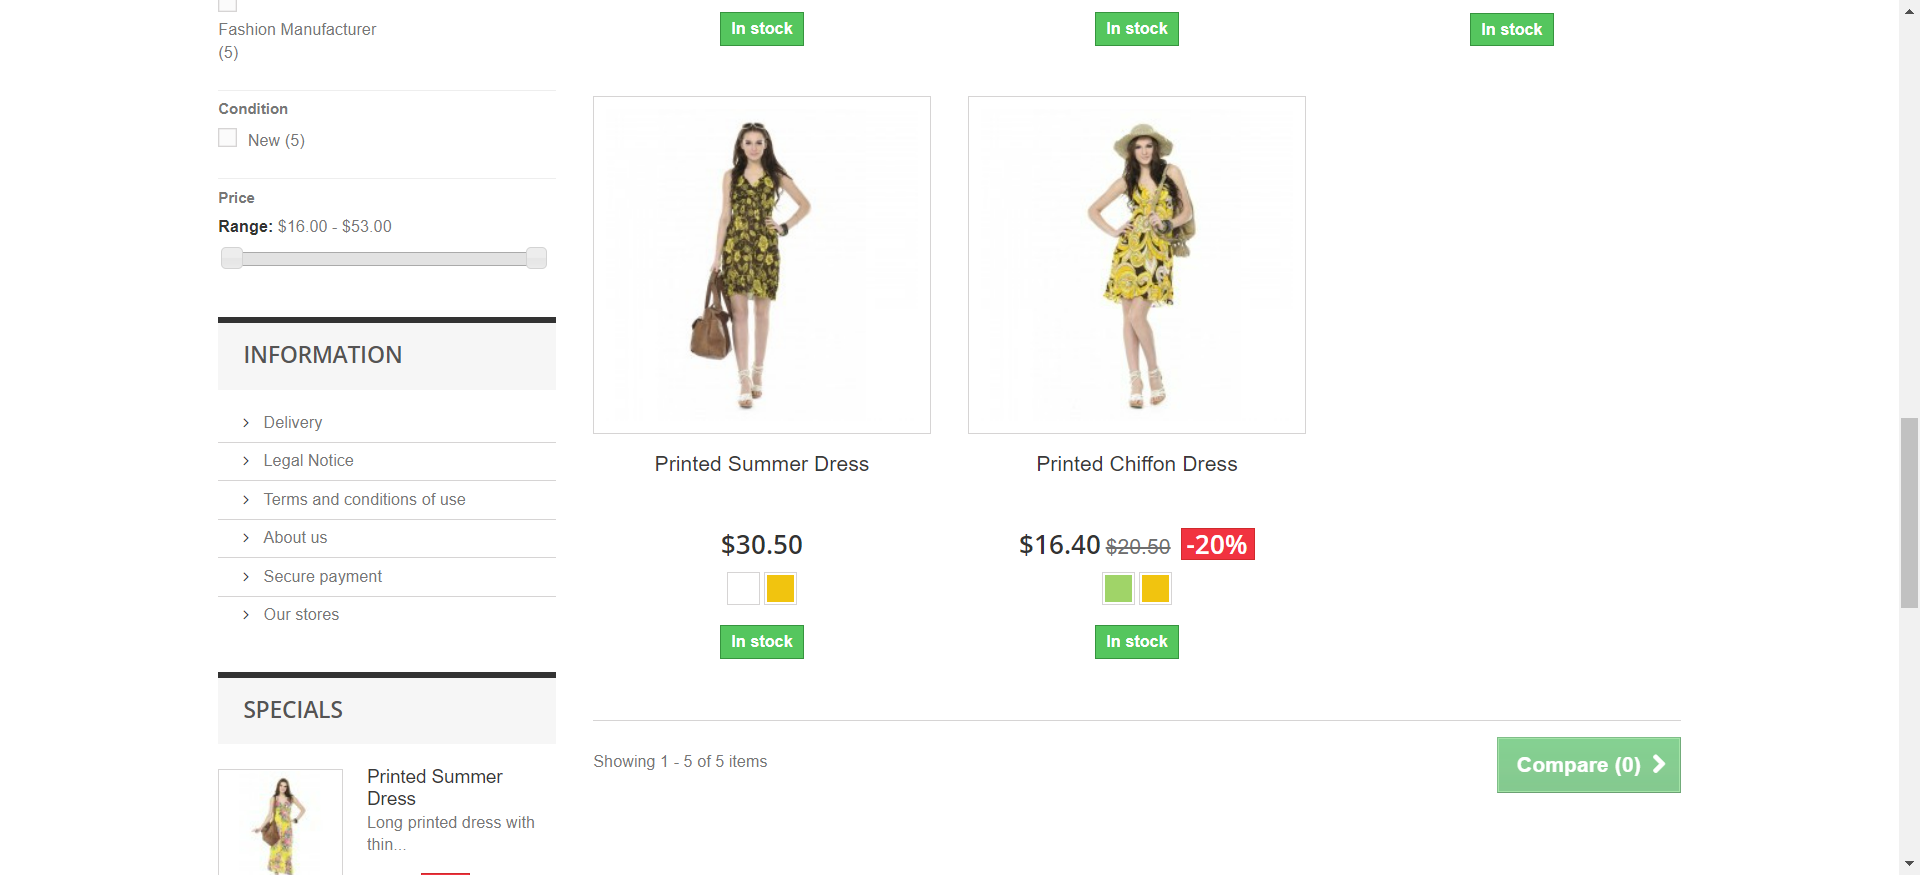 Fashion Manufacturer
(5)
Condition
New (5)
Price
Range: $16.00 - $53.00
INFORMATION
Delivery
Legal Notice
Terms and conditions of use
About us
Secure payment
Our stores
SPECIALS
Printed Summer
Dress
Long printed dress with
thin...
In stock
In stock
In stock
Printed Summer Dress
$30.50
In stock
Printed Chiffon Dress
$16.40 $20.50 -20%
In stock
Showing 1 - 5 of 5 items
Compare (0)